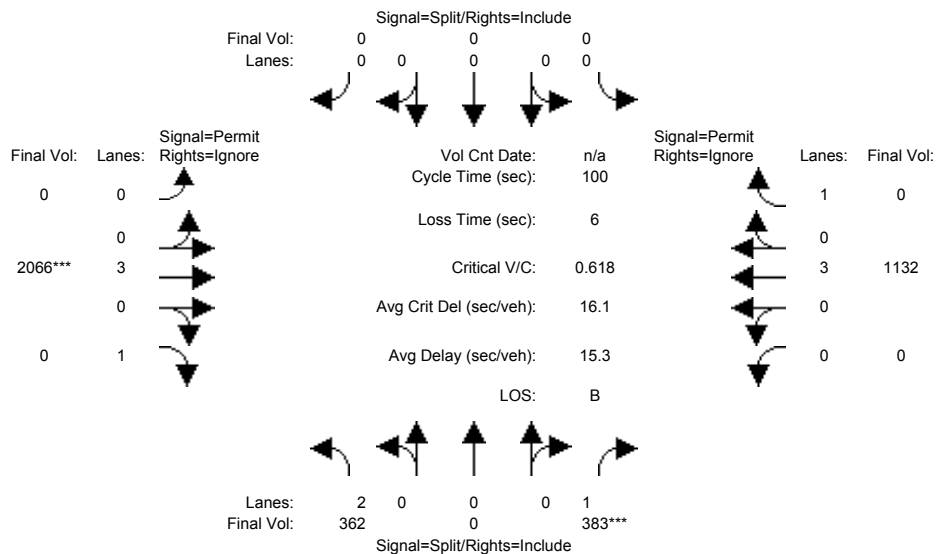 Signal=Split/Rights=Include
Final Vol: 0 0 0
Lanes: 0 0 0 0 0
Signal=Permit
Final Vol: Lanes: Rights=Ignore
Vol Cnt Date: n/a
Signal=Permit
Rights=Ignore Lanes: Final Vol:
Cycle Time (sec): 100
0 0
1 0
Loss Time (sec): 6
0
0
2066*** 3
Critical V/C: 0.618
3 1132
0
Avg Crit Del (sec/veh): 16.1
0
0 1
Avg Delay (sec/veh): 15.3
0 0
LOS: B
Lanes: 2 0 0 0 1
Final Vol: 362 0 383***
Signal=Split/Rights=Include